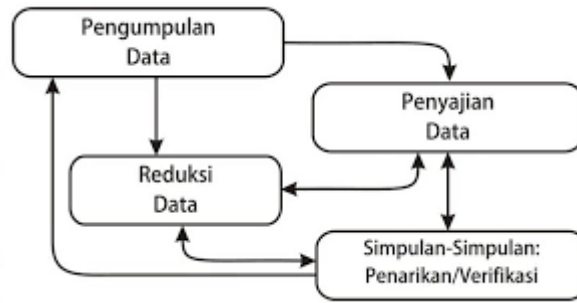 Pengumpulan
Data
Penyajian
Data
Reduksi
Data
Simpulan-Simpulan:
Penarikan/Verifikasi